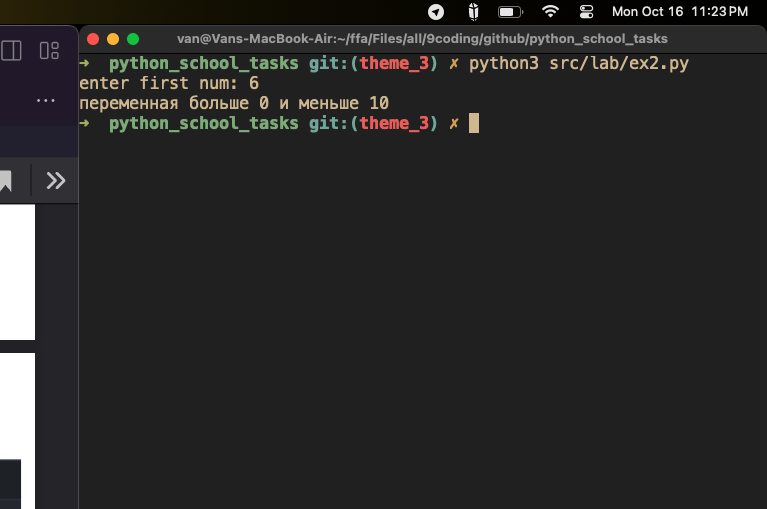 Mon Oct 16 11:23 PM
van@Vans-MacBook-Air:~/ffa/Files/all/9coding/github/python_school_tasks
➜ python_school_tasks git:(theme_3) ✗ python3 src/lab/ex2.py
enter first num: 6
переменная больше 0 и меньше 10
➜ python_school_tasks git:(theme_3) ✗